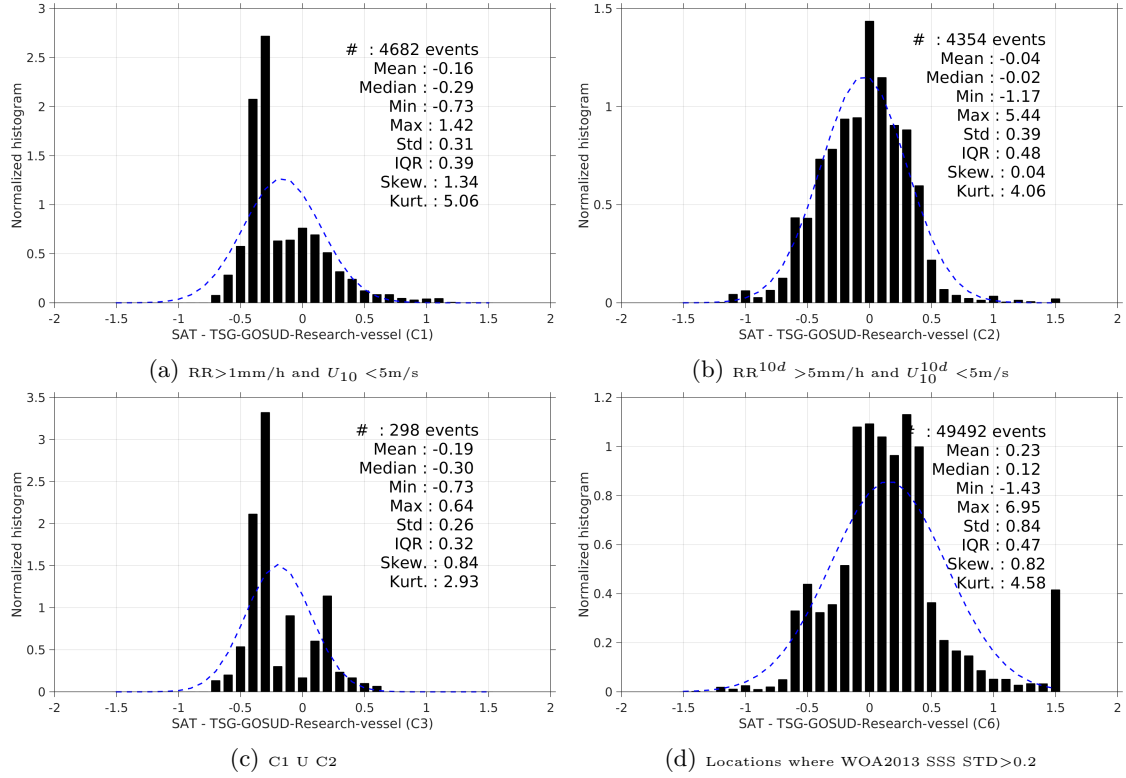 3
2.5
2
1.5
1
0.5
0
Normalized histogram
# : 4682 events
Mean : -0.16
Median : -0.29
Min : -0.73
Max : 1.42
Std : 0.31
IQR : 0.39
Skew. : 1.34
Kurt. : 5.06
-2 -1.5 -1 -0.5 0 0.5 1 1.5 2
SAT - TSG-GOSUD-Research-vessel (C1)
(a) RR>1mm/h and U10 <5m/s
1.5
1
0.5
0
Normalized histogram
# : 4354 events
Mean : -0.04
Median : -0.02
Min : -1.17
Max : 5.44
Std : 0.39
IQR : 0.48
Skew. : 0.04
Kurt. : 4.06
-2 -1.5 -1 -0.5 0 0.5 1 1.5 2
SAT - TSG-GOSUD-Research-vessel (C2)
(b) RR^10d >5mm/h and U10^10d <5m/s
3.5
3
2.5
2
1.5
1
0.5
0
Normalized histogram
# : 298 events
Mean : -0.19
Median : -0.30
Min : -0.73
Max : 0.64
Std : 0.26
IQR : 0.32
Skew. : 0.84
Kurt. : 2.93
-2 -1.5 -1 -0.5 0 0.5 1 1.5 2
SAT - TSG-GOSUD-Research-vessel (C3)
(c) C1 U C2
1.2
1
0.8
0.6
0.4
0.2
0
Normalized histogram
# : 49492 events
Mean : 0.23
Median : 0.12
Min : -1.43
Max : 6.95
Std : 0.84
IQR : 0.47
Skew. : 0.82
Kurt. : 4.58
-2 -1.5 -1 -0.5 0 0.5 1 1.5 2
SAT - TSG-GOSUD-Research-vessel (C6)
(d) Locations where WOA2013 SSS STD>0.2